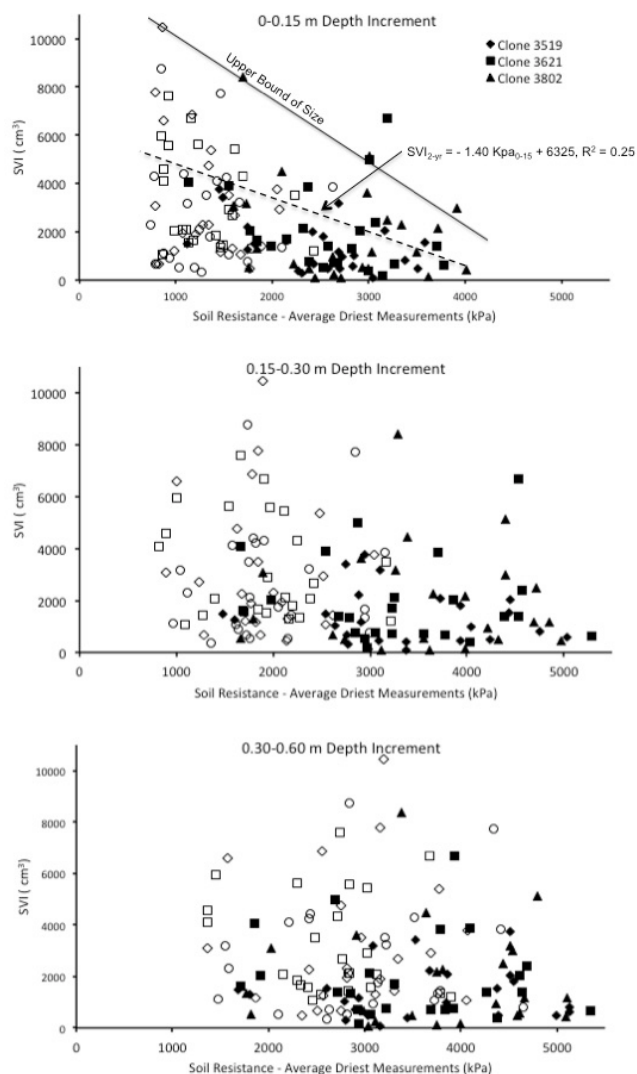 0-0.15 m Depth Increment
10000
8000
6000
4000
2000
0
SVI ( cm³)
Upper Bound of Size
Clone 3519
Clone 3621
Clone 3802
SVI2-yr = - 1.40 Kpa0-15 + 6325, R² = 0.25
0 1000 2000 3000 4000 5000
Soil Resistance - Average Driest Measurements (kPa)
0.15-0.30 m Depth Increment
10000
8000
6000
4000
2000
0
SVI ( cm³)
0 1000 2000 3000 4000 5000
Soil Resistance - Average Driest Measurements (kPa)
0.30-0.60 m Depth Increment
10000
8000
6000
4000
2000
0
SVI ( cm³)
0 1000 2000 3000 4000 5000
Soil Resistance - Average Driest Measurements (kPa)